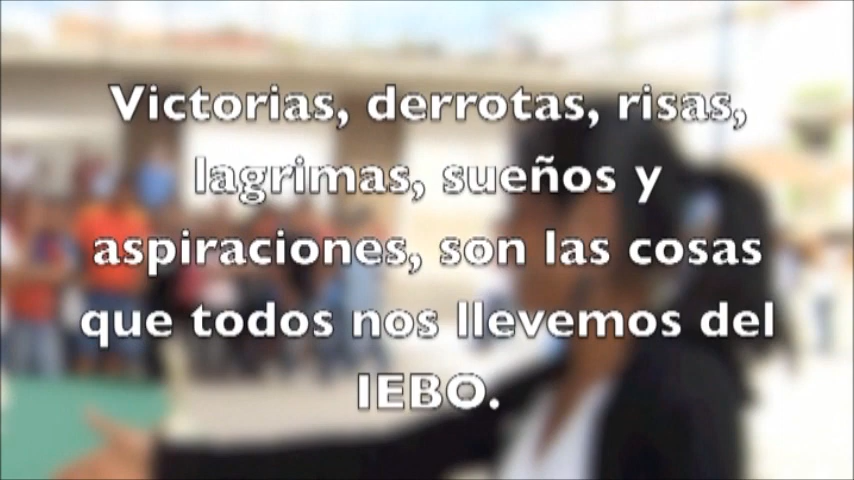 Victorias, derrotas, risas,
lagrimas, sueños y
aspiraciones, son las cosas
que todos nos llevemos del
IEBO.